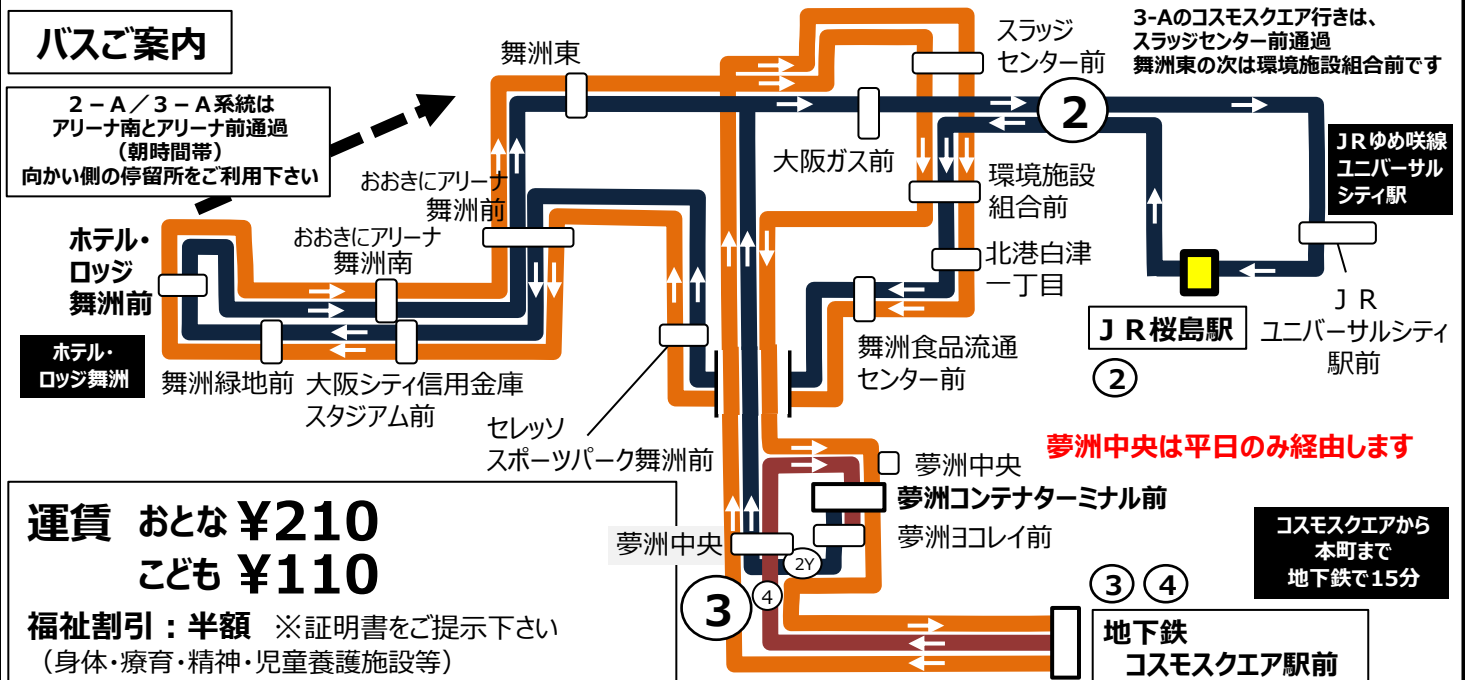 バスご案内
２－Ａ／３－Ａ系統は
アリーナ南とアリーナ前通過
（朝時間帯）
向かい側の停留所をご利用下さい
舞洲東
スラッジ
センター前
3-Aのコスモスクエア行きは、
スラッジセンター前通過
舞洲東の次は環境施設組合前です
②
大阪ガス前
ＪＲゆめ咲線
ユニバーサル
シティ駅
おおきにアリーナ
舞洲前
環境施設
組合前
おおきにアリーナ
舞洲南
ホテル・
ロッジ
舞洲前
北港白津
一丁目
ＪＲ桜島駅
②
ＪＲ
ユニバーサルシティ
駅前
ホテル・
ロッジ舞洲
舞洲緑地前
大阪シティ信用金庫
スタジアム前
舞洲食品流通
センター前
セレッソ
スポーツパーク舞洲前
夢洲中央は平日のみ経由します
夢洲中央
夢洲コンテナターミナル前
夢洲ヨコレイ前
夢洲中央
2Y
③
④
コスモスクエアから
本町まで
地下鉄で15分
③ ④
地下鉄
コスモスクエア駅前
運賃 おとな ¥210
こども ¥110
福祉割引：半額 ※証明書をご提示下さい
（身体・療育・精神・児童養護施設等）